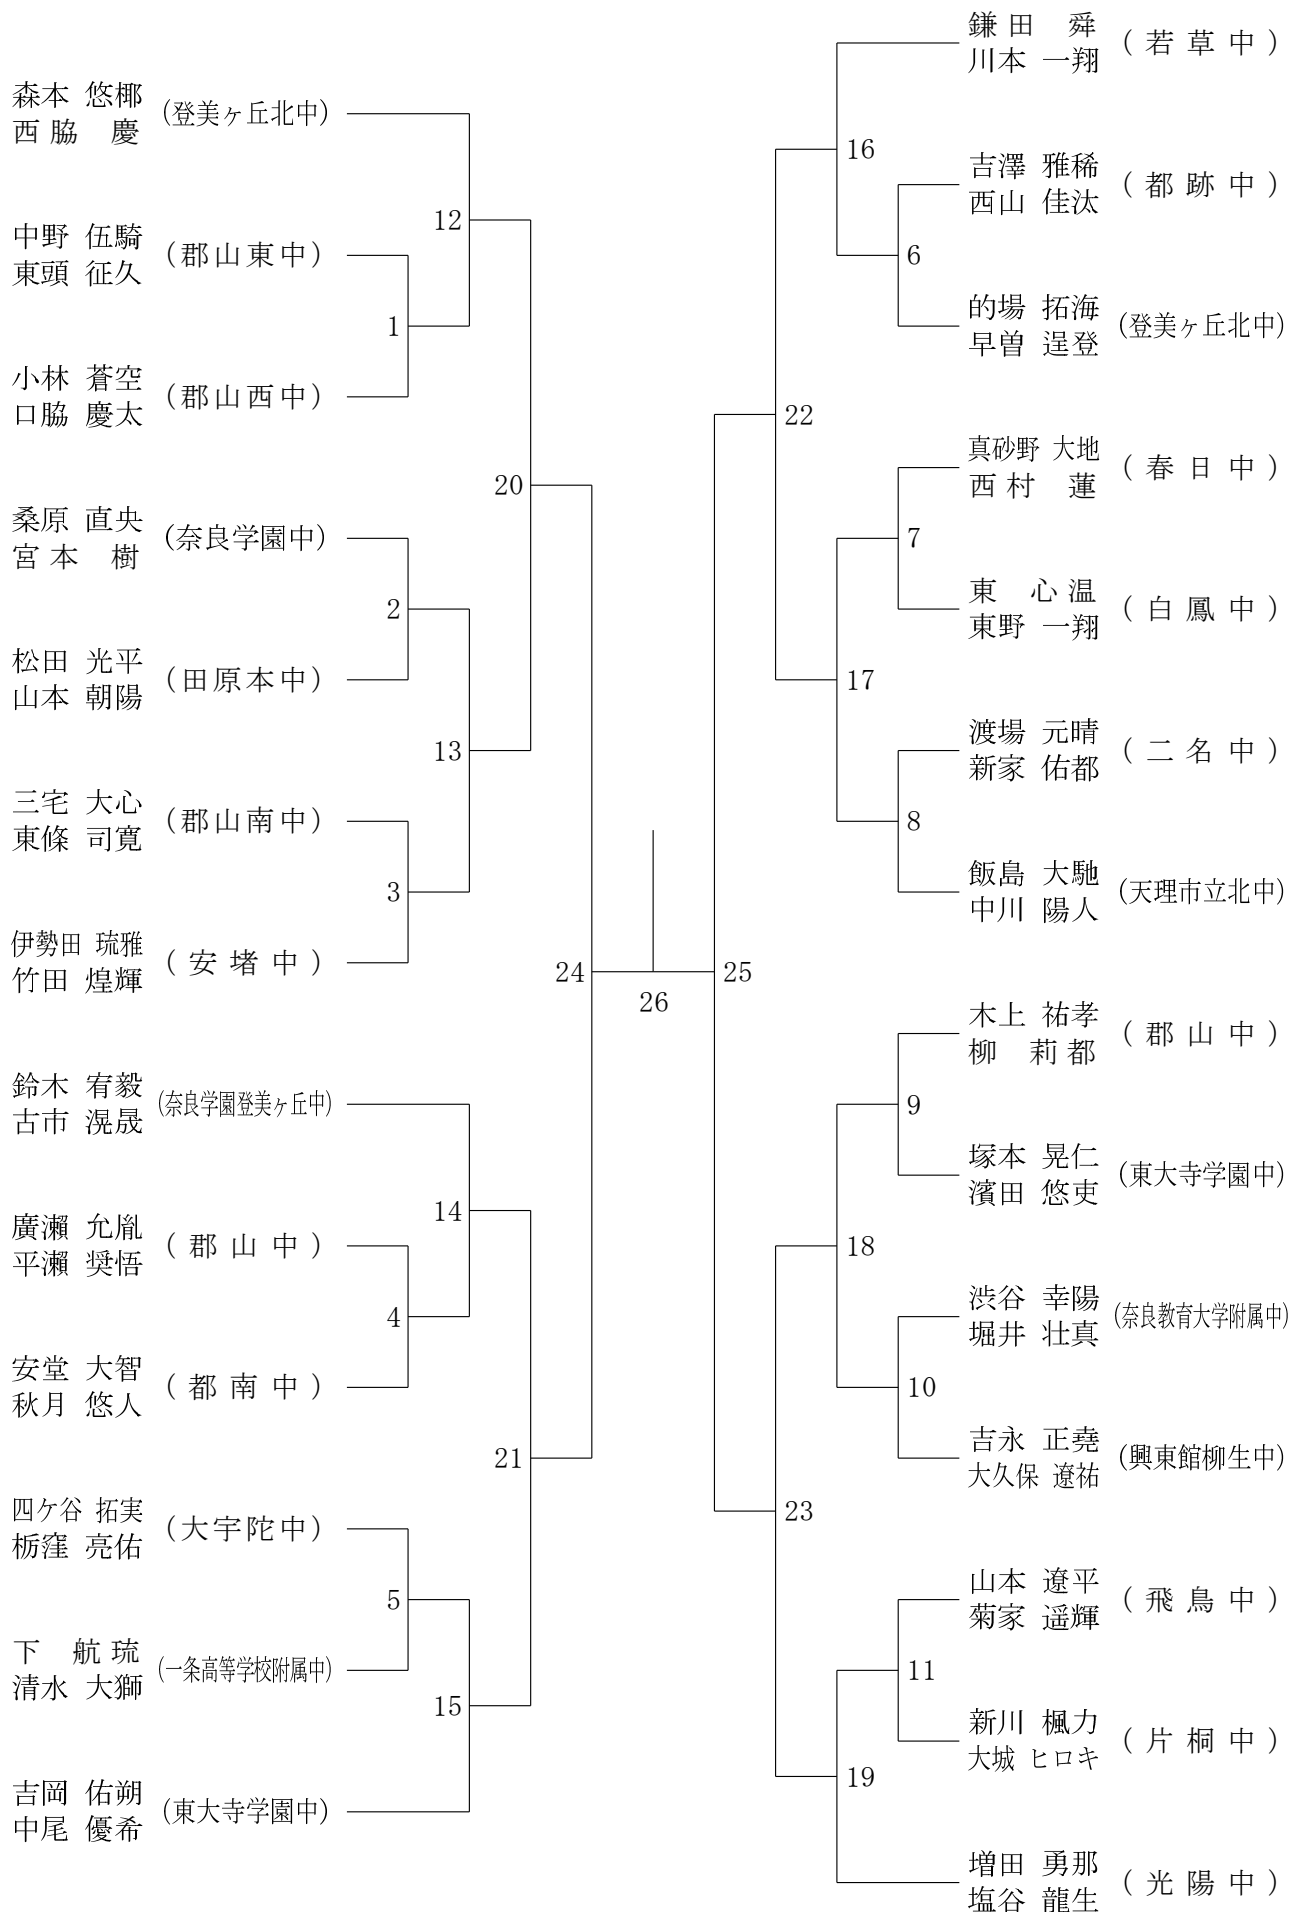 森本 悠椰
西脇 慶
(登美ヶ丘北中)
12
中野 伍騎
東頭 征久
(郡山東中)
1
小林 蒼空
口脇 慶太
(郡山西中)
20
桑原 直央
宮本 樹
(奈良学園中)
2
松田 光平
山本 朝陽
(田原本中)
13
三宅 大心
東條 司寛
(郡山南中)
3
伊勢田 琉雅
竹田 煌輝
(安堵中)
24
鈴木 宥毅
古市 滉晟
(奈良学園登美ヶ丘中)
14
廣瀬 允胤
平瀬 奨悟
(郡山中)
4
安堂 大智
秋月 悠人
(都南中)
21
四ケ谷 拓実
栃窪 亮佑
(大宇陀中)
5
下 航琉
清水 大獅
(一条高等学校附属中)
15
吉岡 佑朔
中尾 優希
(東大寺学園中)
26
鎌田 舜
川本 一翔
(若草中)
16
吉澤 雅稀
西山 佳汰
(都跡中)
6
的場 拓海
早曽 逞登
(登美ヶ丘北中)
22
真砂野 大地
西村 蓮
(春日中)
7
東 心温
東野 一翔
(白鳳中)
17
渡場 元晴
新家 佑都
(二名中)
8
飯島 大馳
中川 陽人
(天理市立北中)
25
木上 祐孝
柳 莉都
(郡山中)
9
塚本 晃仁
濱田 悠吏
(東大寺学園中)
18
渋谷 幸陽
堀井 壮真
(奈良教育大学附属中)
10
吉永 正堯
大久保 遼祐
(興東館柳生中)
23
山本 遼平
菊家 遥輝
(飛鳥中)
11
新川 楓力
大城 ヒロキ
(片桐中)
19
増田 勇那
塩谷 龍生
(光陽中)